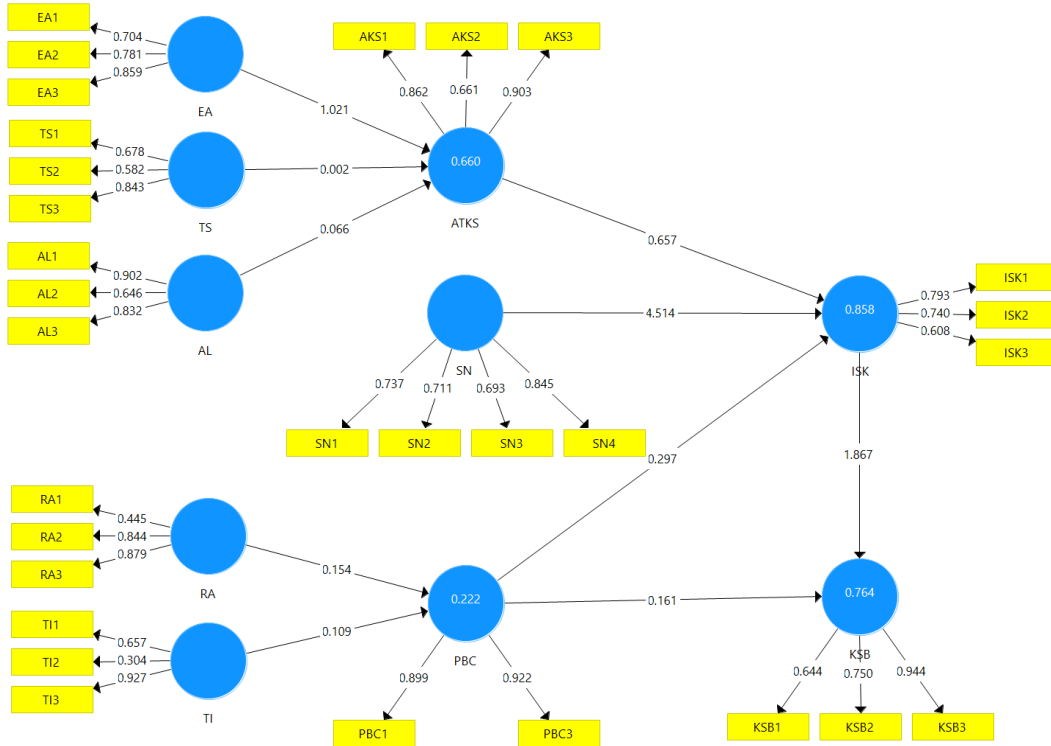 EA1
EA2
EA3
0.704
0.781
0.859
EA
TS1
TS2
TS3
0.678
0.582
0.843
TS
AL1
AL2
AL3
0.902
0.646
0.832
AL
1.021
0.002
0.066
AKS1
AKS2
AKS3
0.862
0.661
0.903
0.660
ATKS
0.657
SN
4.514
0.737
0.711
0.693
0.845
SN1
SN2
SN3
SN4
0.858
ISK
0.793
0.740
0.608
ISK1
ISK2
ISK3
0.297
1.867
RA1
RA2
RA3
0.445
0.844
0.879
RA
TI1
TI2
TI3
0.657
0.304
0.927
TI
0.154
0.109
0.222
PBC
0.899
0.922
PBC1
PBC3
0.161
0.764
KSB
0.644
0.750
0.944
KSB1
KSB2
KSB3